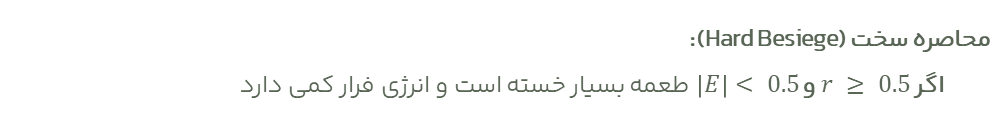 محاصره سخت (Hard Besiege):
اگر r ≥ 0.5 و |E| < 0.5 طعمه بسیار خسته است و انرژی فرار کمی دارد